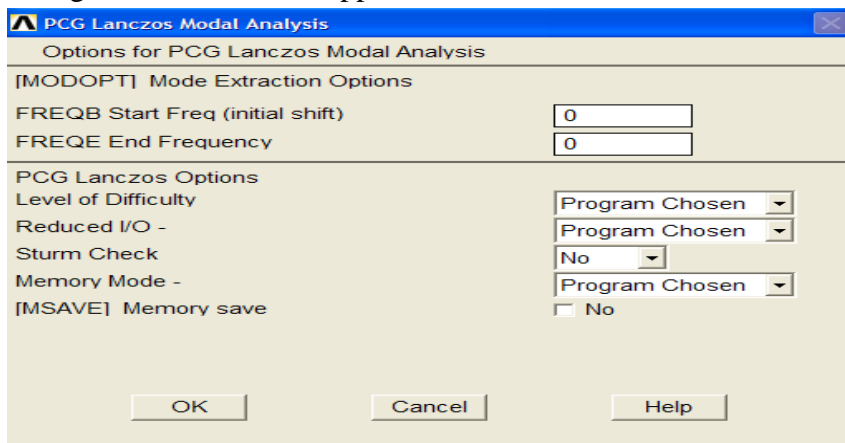 PCG Lanczos Modal Analysis
Options for PCG Lanczos Modal Analysis
[MODOPT] Mode Extraction Options
FREQB Start Freq (initial shift) 0
FREQE End Frequency 0
PCG Lanczos Options
Level of Difficulty Program Chosen
Reduced I/O - Program Chosen
Sturm Check No
Memory Mode - Program Chosen
[MSAVE] Memory save No
OK Cancel Help